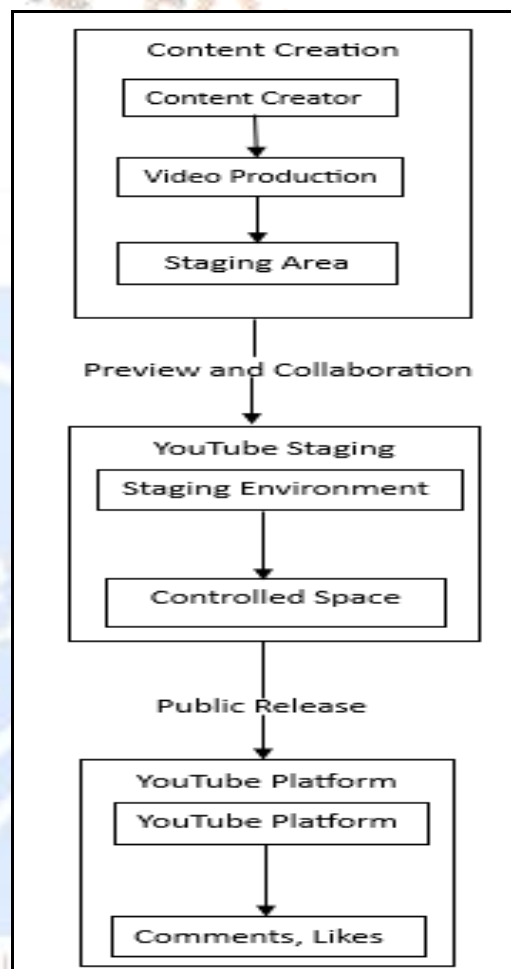 Content Creation
Content Creator
Video Production
Staging Area
Preview and Collaboration
YouTube Staging
Staging Environment
Controlled Space
Public Release
YouTube Platform
YouTube Platform
Comments, Likes